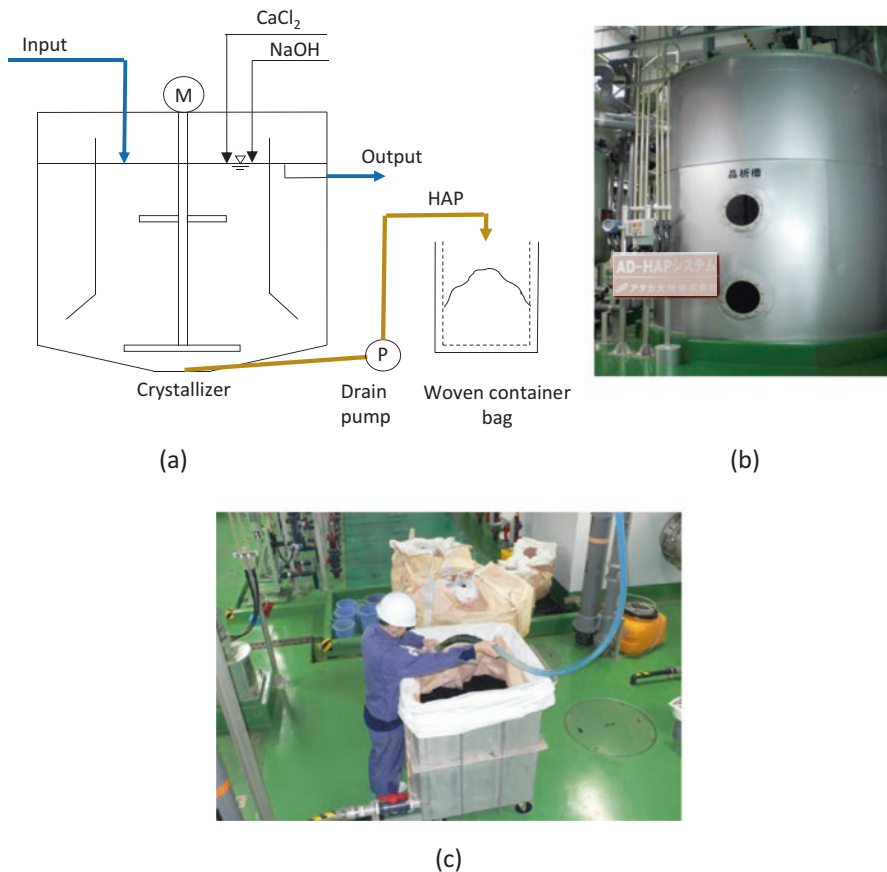 CaCl₂
Input
NaOH
M
Output
HAP
P
Crystallizer
Drain
pump
Woven container
bag
(a)
晶析槽
AD-HAPシステム
(b)
(c)